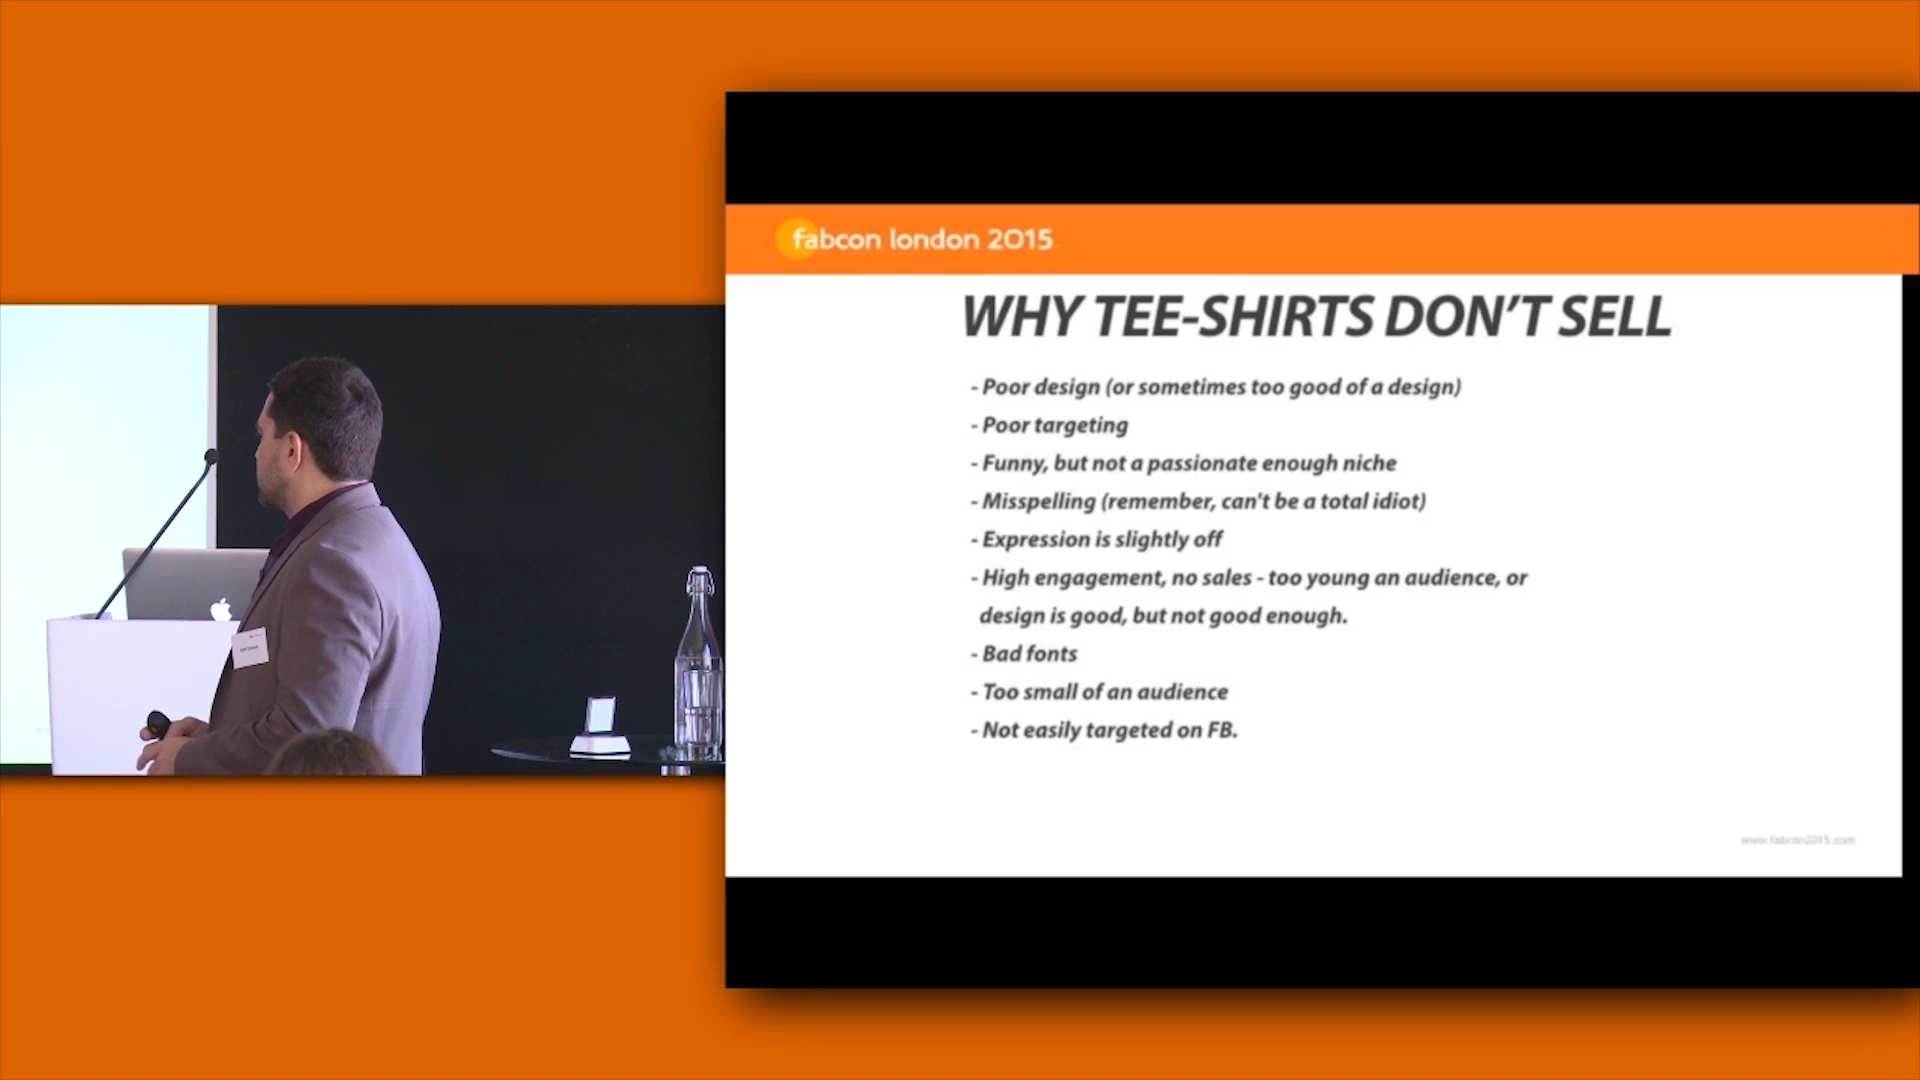 fabcon london 2015
WHY TEE-SHIRTS DON'T SELL
- Poor design (or sometimes too good of a design)
- Poor targeting
- Funny, but not a passionate enough niche
- Misspelling (remember, can't be a total idiot)
- Expression is slightly off
- High engagement, no sales - too young an audience, or
design is good, but not good enough.
- Bad fonts
- Too small of an audience
- Not easily targeted on FB.
www.fabcon2015.com